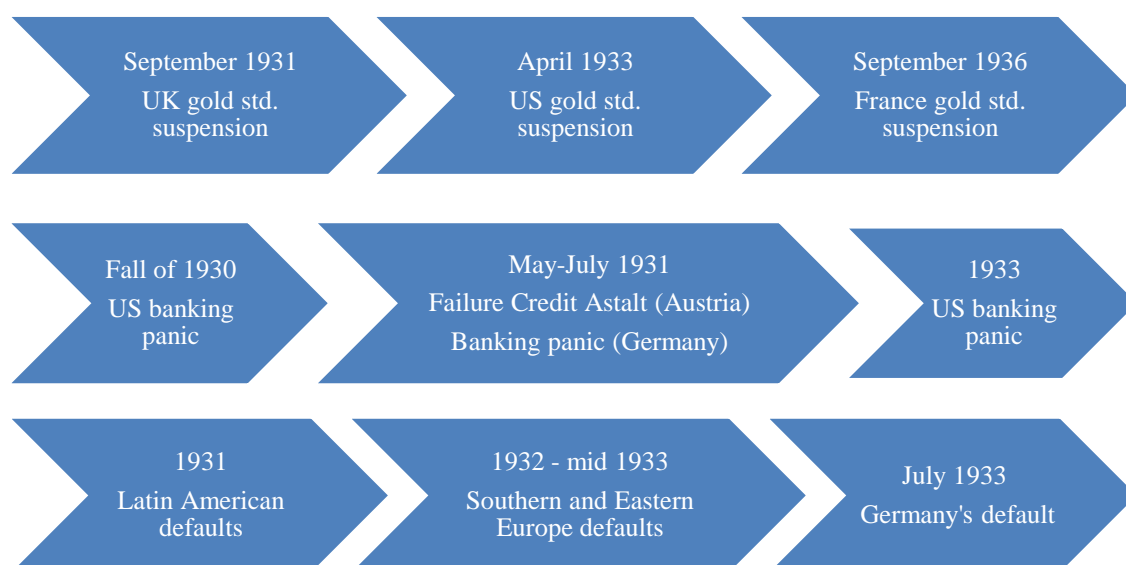 September 1931
UK gold std.
suspension
April 1933
US gold std.
suspension
September 1936
France gold std.
suspension
Fall of 1930
US banking
panic
May-July 1931
Failure Credit Astalt (Austria)
Banking panic (Germany)
1933
US banking
panic
1931
Latin American
defaults
1932 - mid 1933
Southern and Eastern
Europe defaults
July 1933
Germany's default